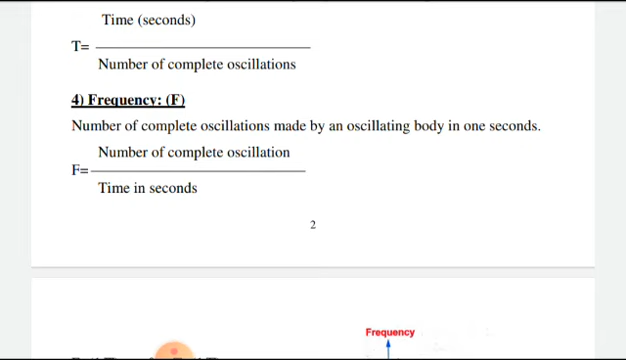 Time (seconds)
T=
Number of complete oscillations
4) Frequency: (F)
Number of complete oscillations made by an oscillating body in one seconds.
Number of complete oscillation
F=
Time in seconds
2
Frequency